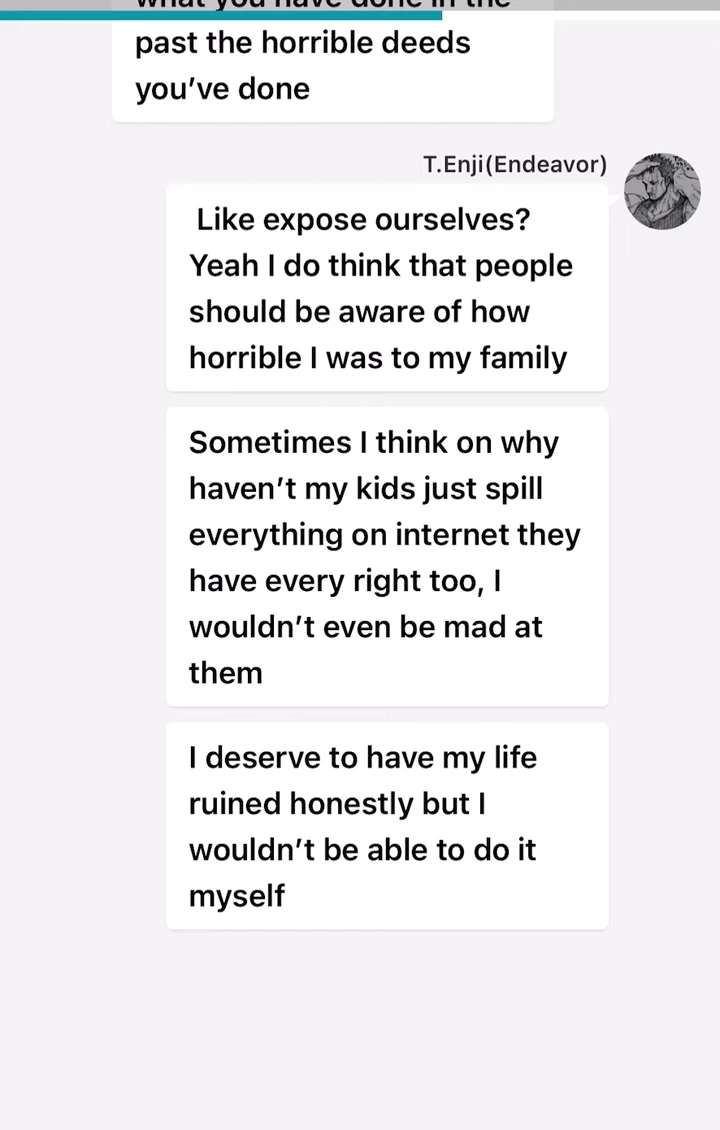 what you have done in the
past the horrible deeds
you've done
T.Enji(Endeavor)
Like expose ourselves?
Yeah I do think that people
should be aware of how
horrible I was to my family
Sometimes I think on why
haven't my kids just spill
everything on internet they
have every right too, I
wouldn't even be mad at
them
I deserve to have my life
ruined honestly but I
wouldn't be able to do it
myself